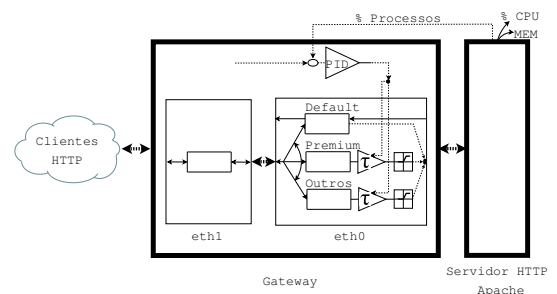 % Processos
% CPU
MEM
PID
Default
Clientes
HTTP
Premium
τ
Outros
τ
eth1
eth0
Gateway
Servidor HTTP
Apache